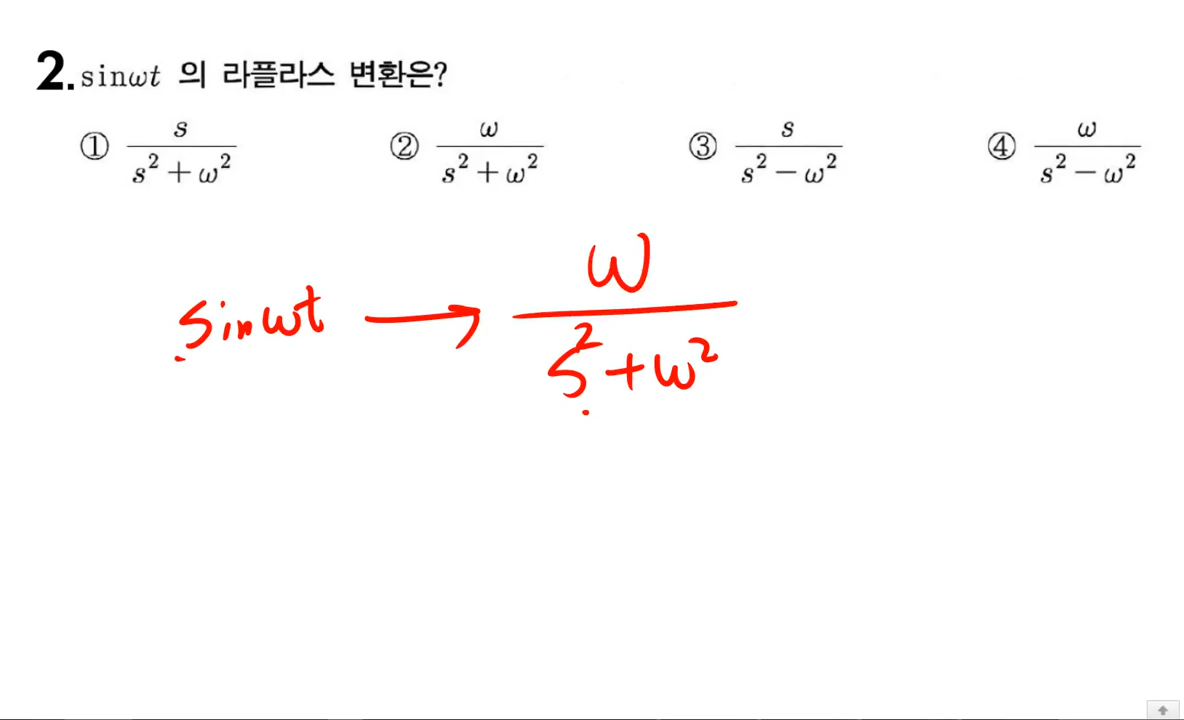 2. sinωt 의 라플라스 변환은?
① s/(s² + ω²) ② ω/(s² + ω²) ③ s/(s² − ω²) ④ ω/(s² − ω²)
sinωt → ω/(s² + ω²)